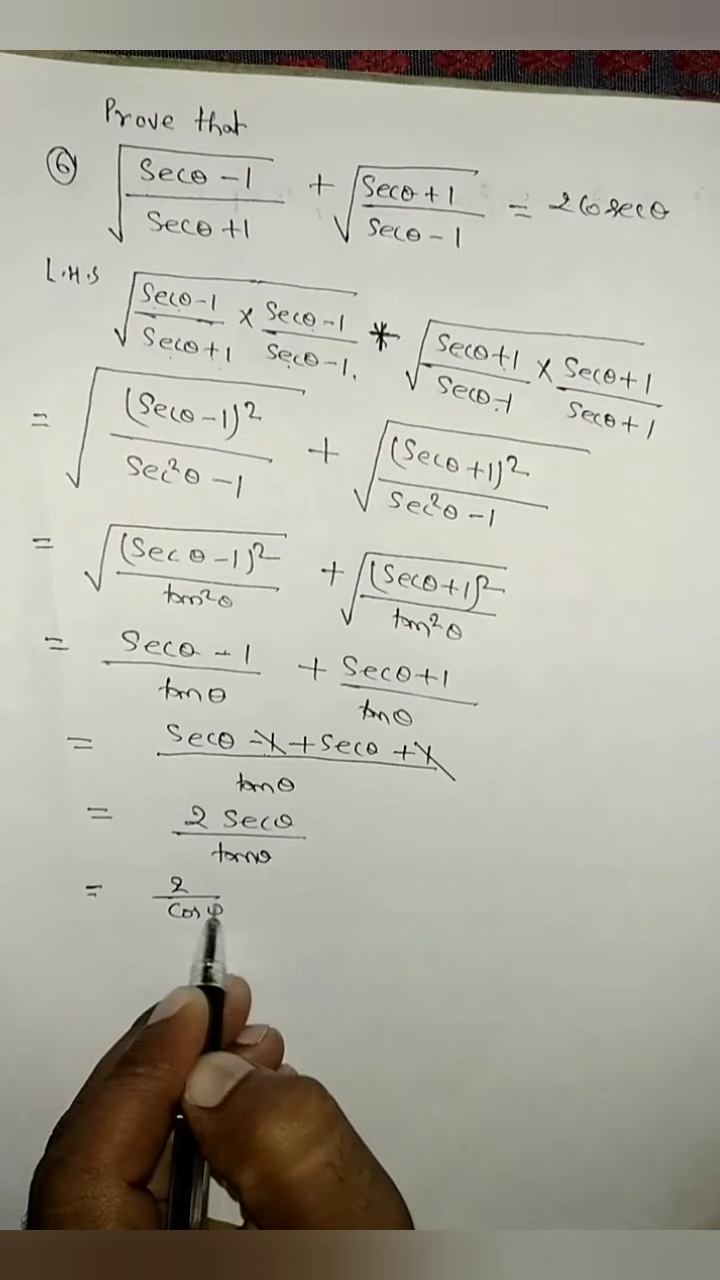 Prove that
⑥ √((Secθ - 1)/(Secθ + 1)) + √((Secθ + 1)/(Secθ - 1)) = 2Cosecθ
L.H.S √((Secθ-1)/(Secθ+1) × (Secθ-1)/(Secθ-1.)) * √((Secθ+1)/(Secθ-1) × (Secθ+1)/(Secθ+1))
= √((Secθ-1)²/(Sec²θ-1)) + √((Secθ+1)²/(Sec²θ-1))
= √((Secθ-1)²/tan²θ) + √((Secθ+1)²/tan²θ)
= (Secθ-1)/tanθ + (Secθ+1)/tanθ
= (Secθ-1+Secθ+1)/tanθ
= 2 Secθ/tanθ
= 2/Cosθ